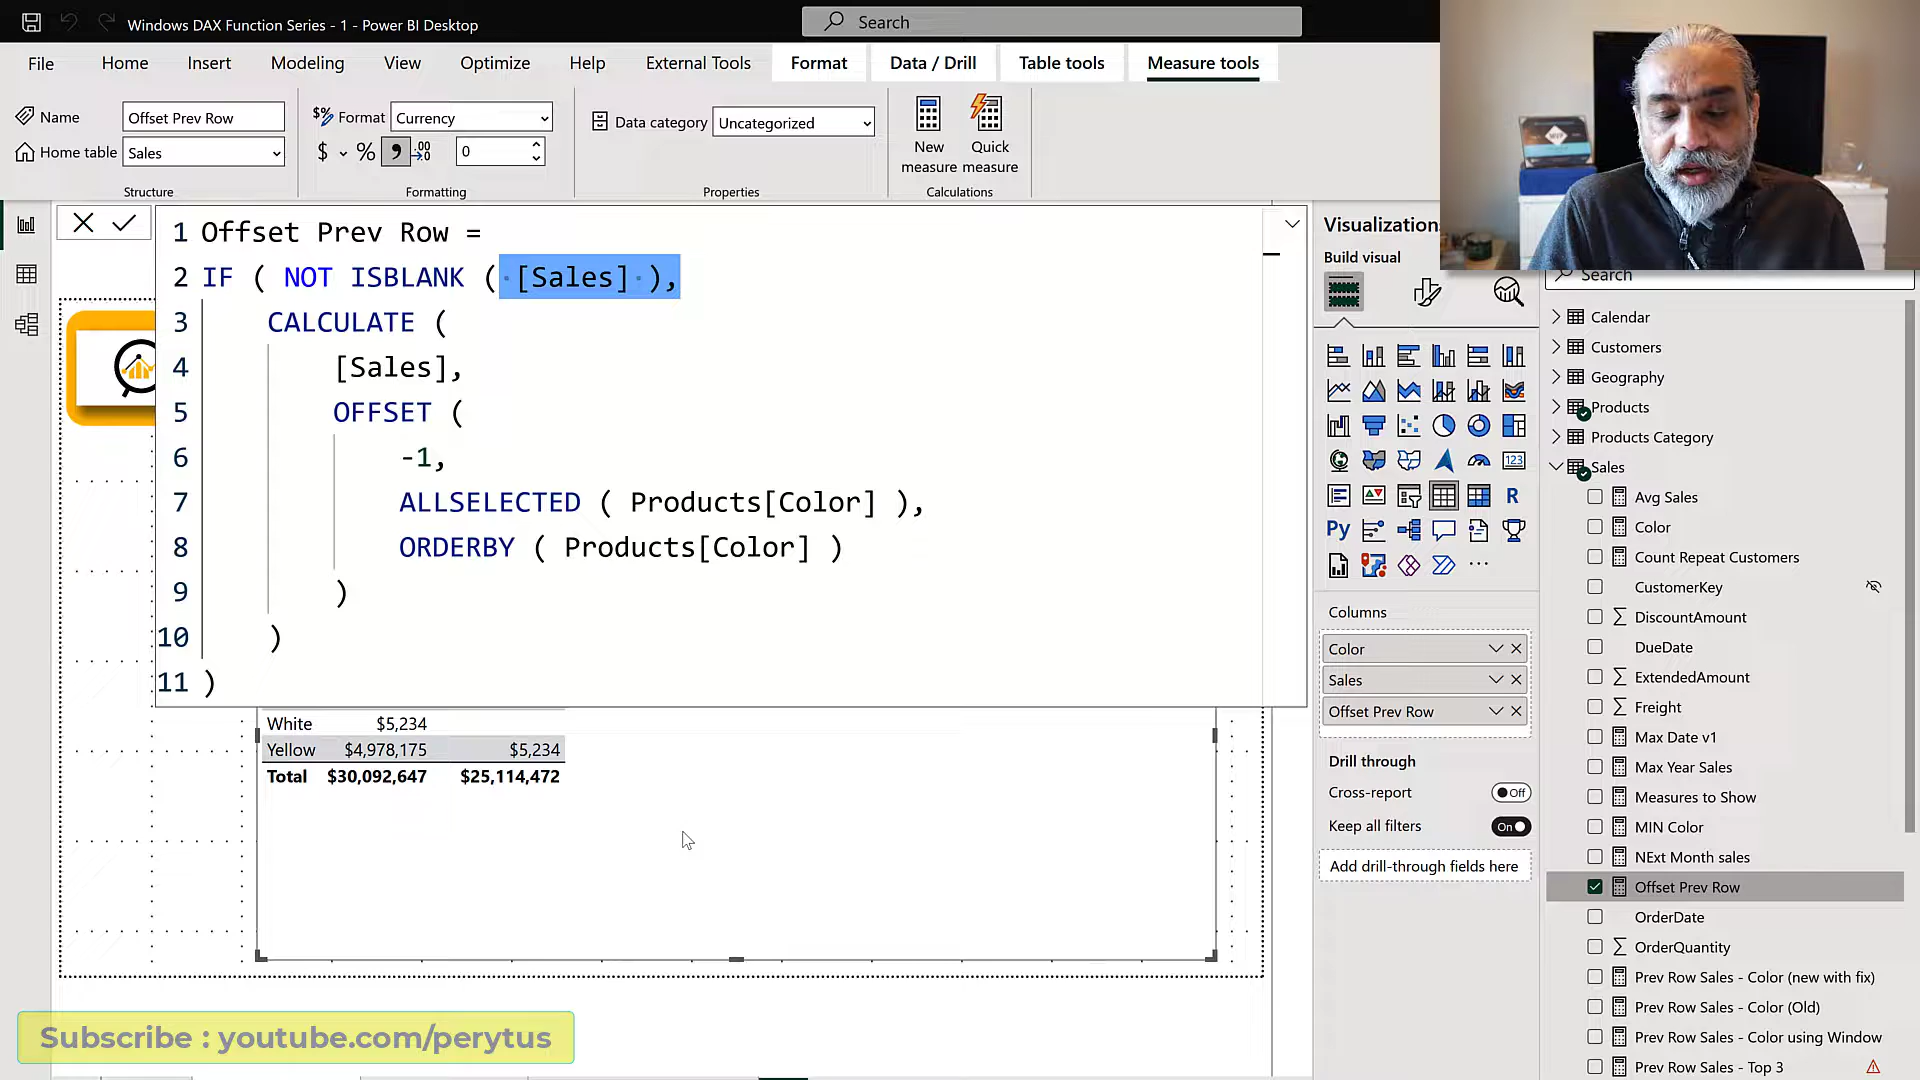 Windows DAX Function Series - 1 - Power BI Desktop
Search
File Home Insert Modeling View Optimize Help External Tools Format Data / Drill Table tools Measure tools
Name Offset Prev Row
Home table Sales
Structure
Format Currency
$ % , .00 0
Formatting
Data category Uncategorized
Properties
New measure
Quick measure
Calculations
1 Offset Prev Row =
2 IF ( NOT ISBLANK ( [Sales] ),
3 CALCULATE (
4 [Sales],
5 OFFSET (
6 -1,
7 ALLSELECTED ( Products[Color] ),
8 ORDERBY ( Products[Color] )
9 )
10 )
11 )
White $5,234
Yellow $4,978,175 $5,234
Total $30,092,647 $25,114,472
Subscribe : youtube.com/perytus
Visualizations
Build visual
123
R
Py
Columns
Color
Sales
Offset Prev Row
Drill through
Cross-report Off
Keep all filters On
Add drill-through fields here
Search
Calendar
Customers
Geography
Products
Products Category
Sales
Avg Sales
Color
Count Repeat Customers
CustomerKey
DiscountAmount
DueDate
ExtendedAmount
Freight
Max Date v1
Max Year Sales
Measures to Show
MIN Color
NExt Month sales
Offset Prev Row
OrderDate
OrderQuantity
Prev Row Sales - Color (new with fix)
Prev Row Sales - Color (Old)
Prev Row Sales - Color using Window
Prev Row Sales - Top 3